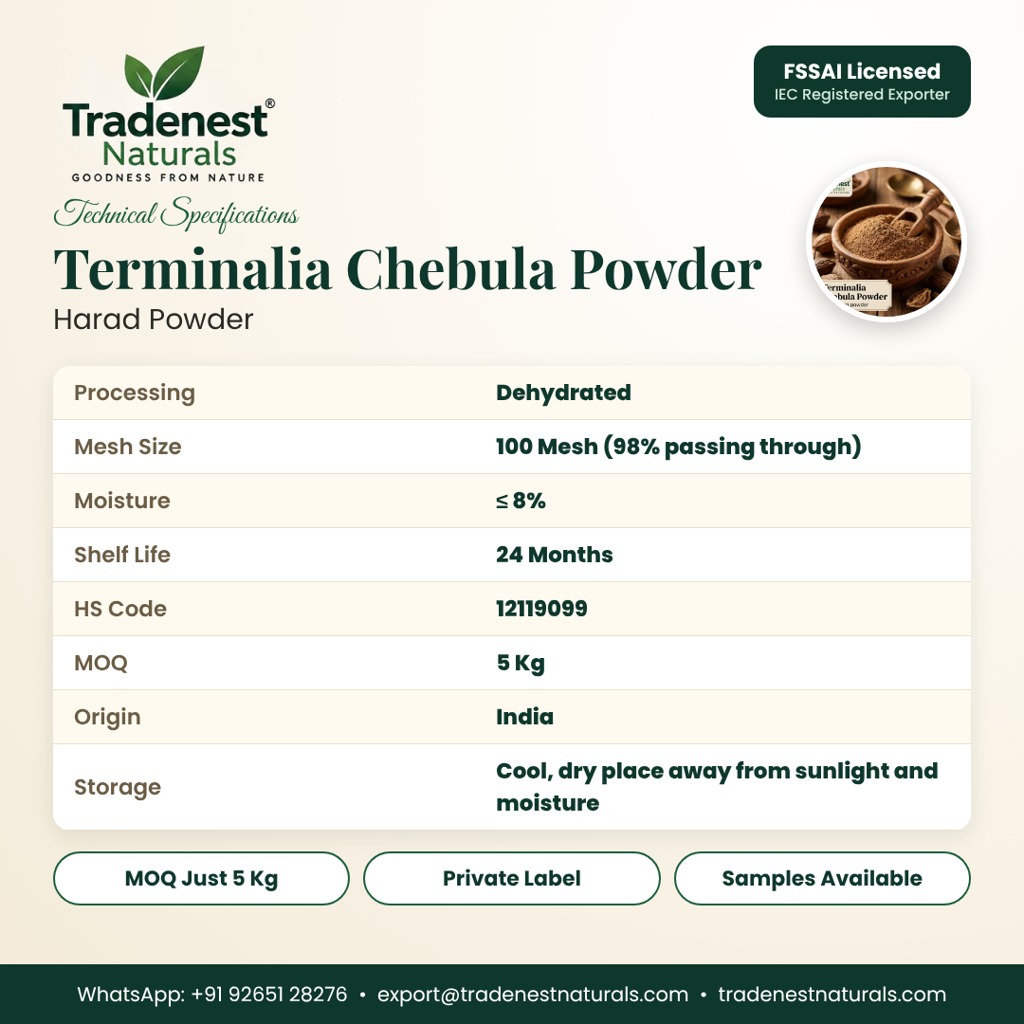 Tradenest®
Naturals
GOODNESS FROM NATURE
FSSAI Licensed
IEC Registered Exporter
Technical Specifications
Terminalia Chebula Powder
Harad Powder
Processing Dehydrated
Mesh Size 100 Mesh (98% passing through)
Moisture ≤ 8%
Shelf Life 24 Months
HS Code 12119099
MOQ 5 Kg
Origin India
Storage Cool, dry place away from sunlight and
moisture
MOQ Just 5 Kg
Private Label
Samples Available
WhatsApp: +91 92651 28276 • export@tradenestnaturals.com • tradenestnaturals.com